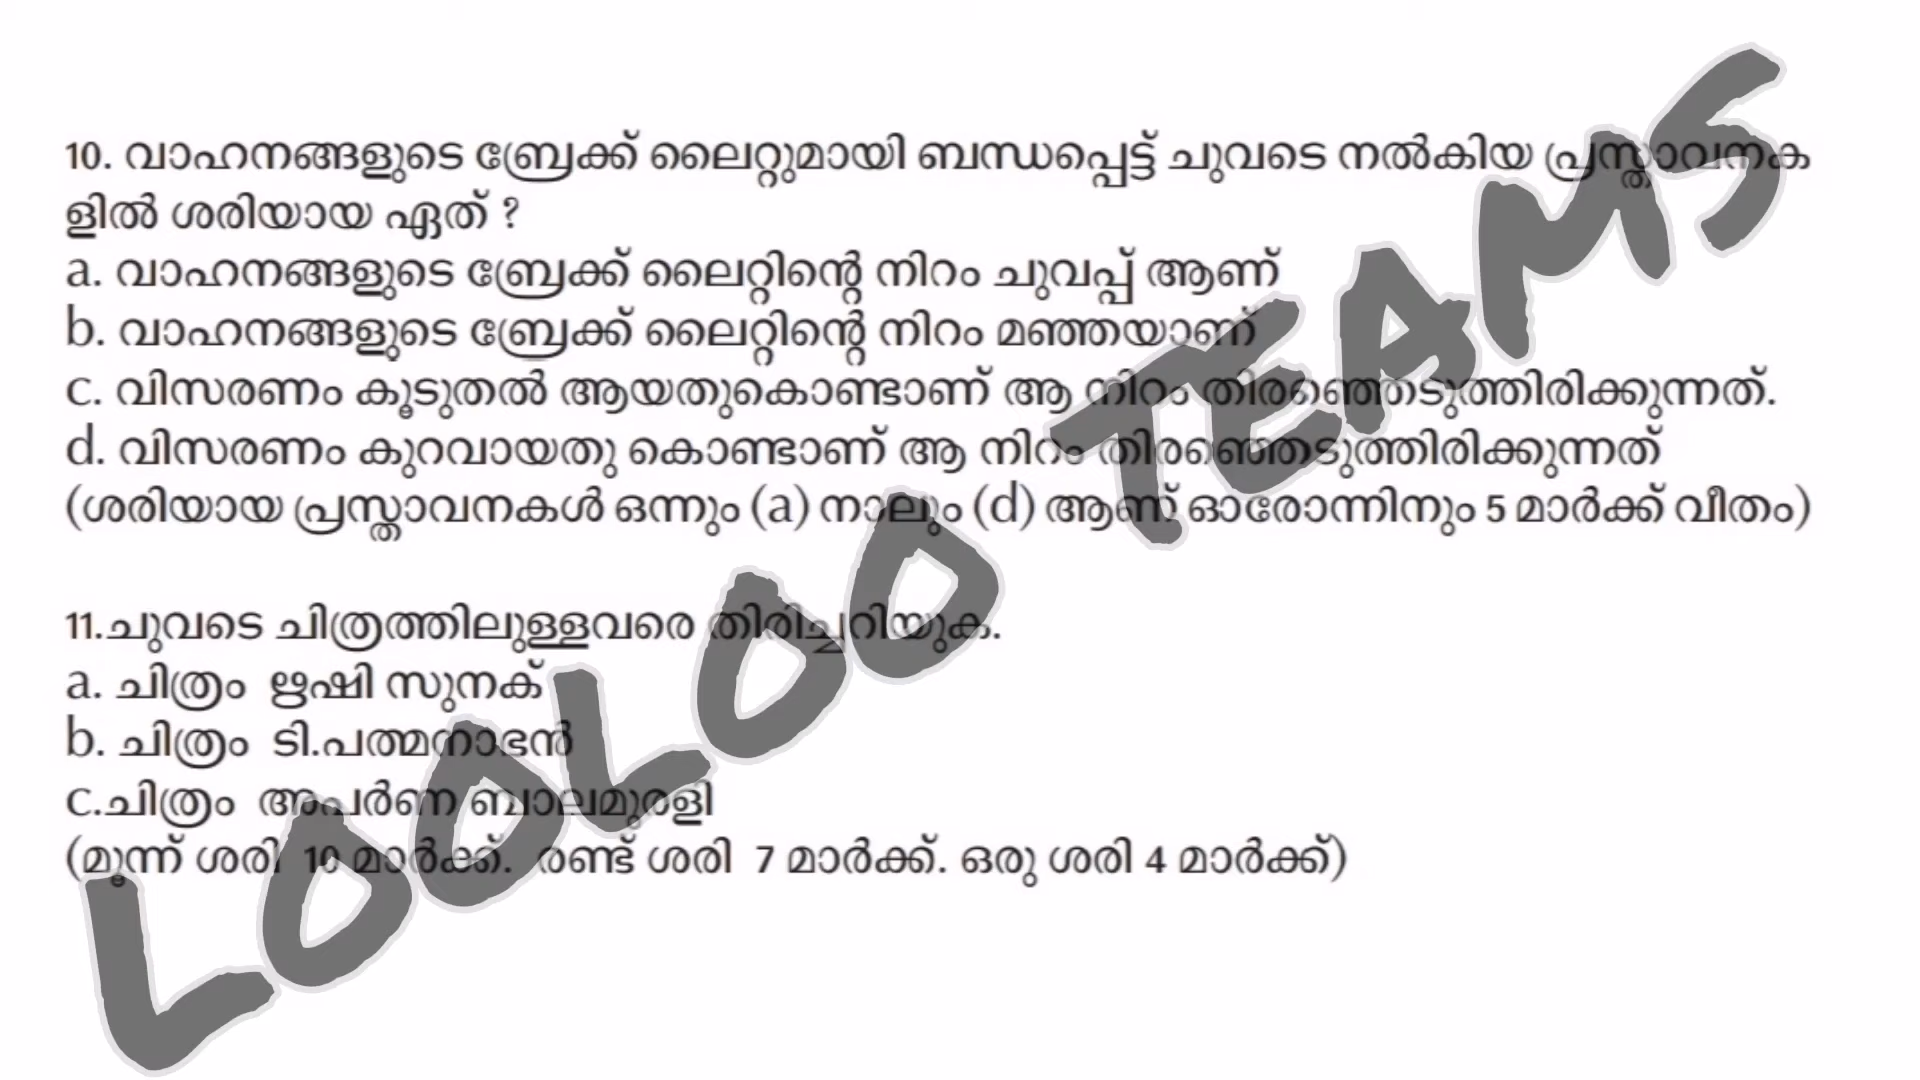 10. വാഹനങ്ങളുടെ ബ്രേക്ക് ലൈറ്റുമായി ബന്ധപ്പെട്ട് ചുവടെ നൽകിയ പ്രസ്താവനക
ളിൽ ശരിയായ ഏത് ?
a. വാഹനങ്ങളുടെ ബ്രേക്ക് ലൈറ്റിന്റെ നിറം ചുവപ്പ് ആണ്
b. വാഹനങ്ങളുടെ ബ്രേക്ക് ലൈറ്റിന്റെ നിറം മഞ്ഞയാണ്
c. വിസരണം കൂടുതൽ ആയതുകൊണ്ടാണ് ആ നിറം തിരഞ്ഞെടുത്തിരിക്കുന്നത്.
d. വിസരണം കുറവായതു കൊണ്ടാണ് ആ നിറം തിരഞ്ഞെടുത്തിരിക്കുന്നത്
(ശരിയായ പ്രസ്താവനകൾ ഒന്നും (a) നാലും (d) ആണ് ഓരോന്നിനും 5 മാർക്ക് വീതം)
11.ചുവടെ ചിത്രത്തിലുള്ളവരെ തിരിച്ചറിയുക.
a. ചിത്രം ഋഷി സുനക്
b. ചിത്രം ടി.പത്മനാഭൻ
c.ചിത്രം അപർണ ബാലമുരളി
(മൂന്ന് ശരി 10 മാർക്ക്. രണ്ട് ശരി 7 മാർക്ക്. ഒരു ശരി 4 മാർക്ക്)
LOOLOO TEAMS